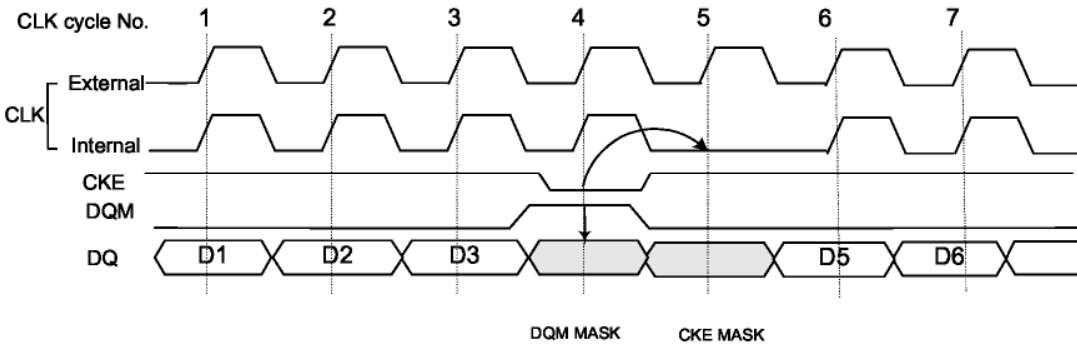 CLK cycle No. 1 2 3 4 5 6 7
External
CLK
Internal
CKE
DQM
DQ D1 D2 D3 D5 D6
DQM MASK CKE MASK